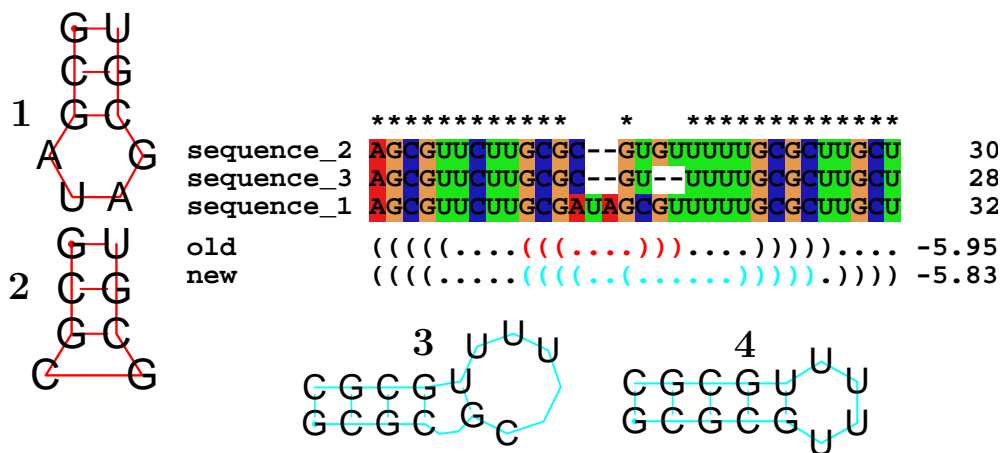 G U
C G
1 G C
A G
U A
************   *   *************
sequence_2 AGCGUUCUUGCGC--GUGUUUUUGCGCUUGCU 30
sequence_3 AGCGUUCUUGCGC--GU--UUUUGCGCUUGCU 28
sequence_1 AGCGUUCUUGCGAUAGCGUUUUUGCGCUUGCU 32
old (((((....(((....)))....))))).... -5.95
new ((((.....((((..(......))))).)))) -5.83
G U
2 C G
G C
C G
3
U U U
C G C G U
G C G C G C
4
C G C G U U U U
G C G C G U U